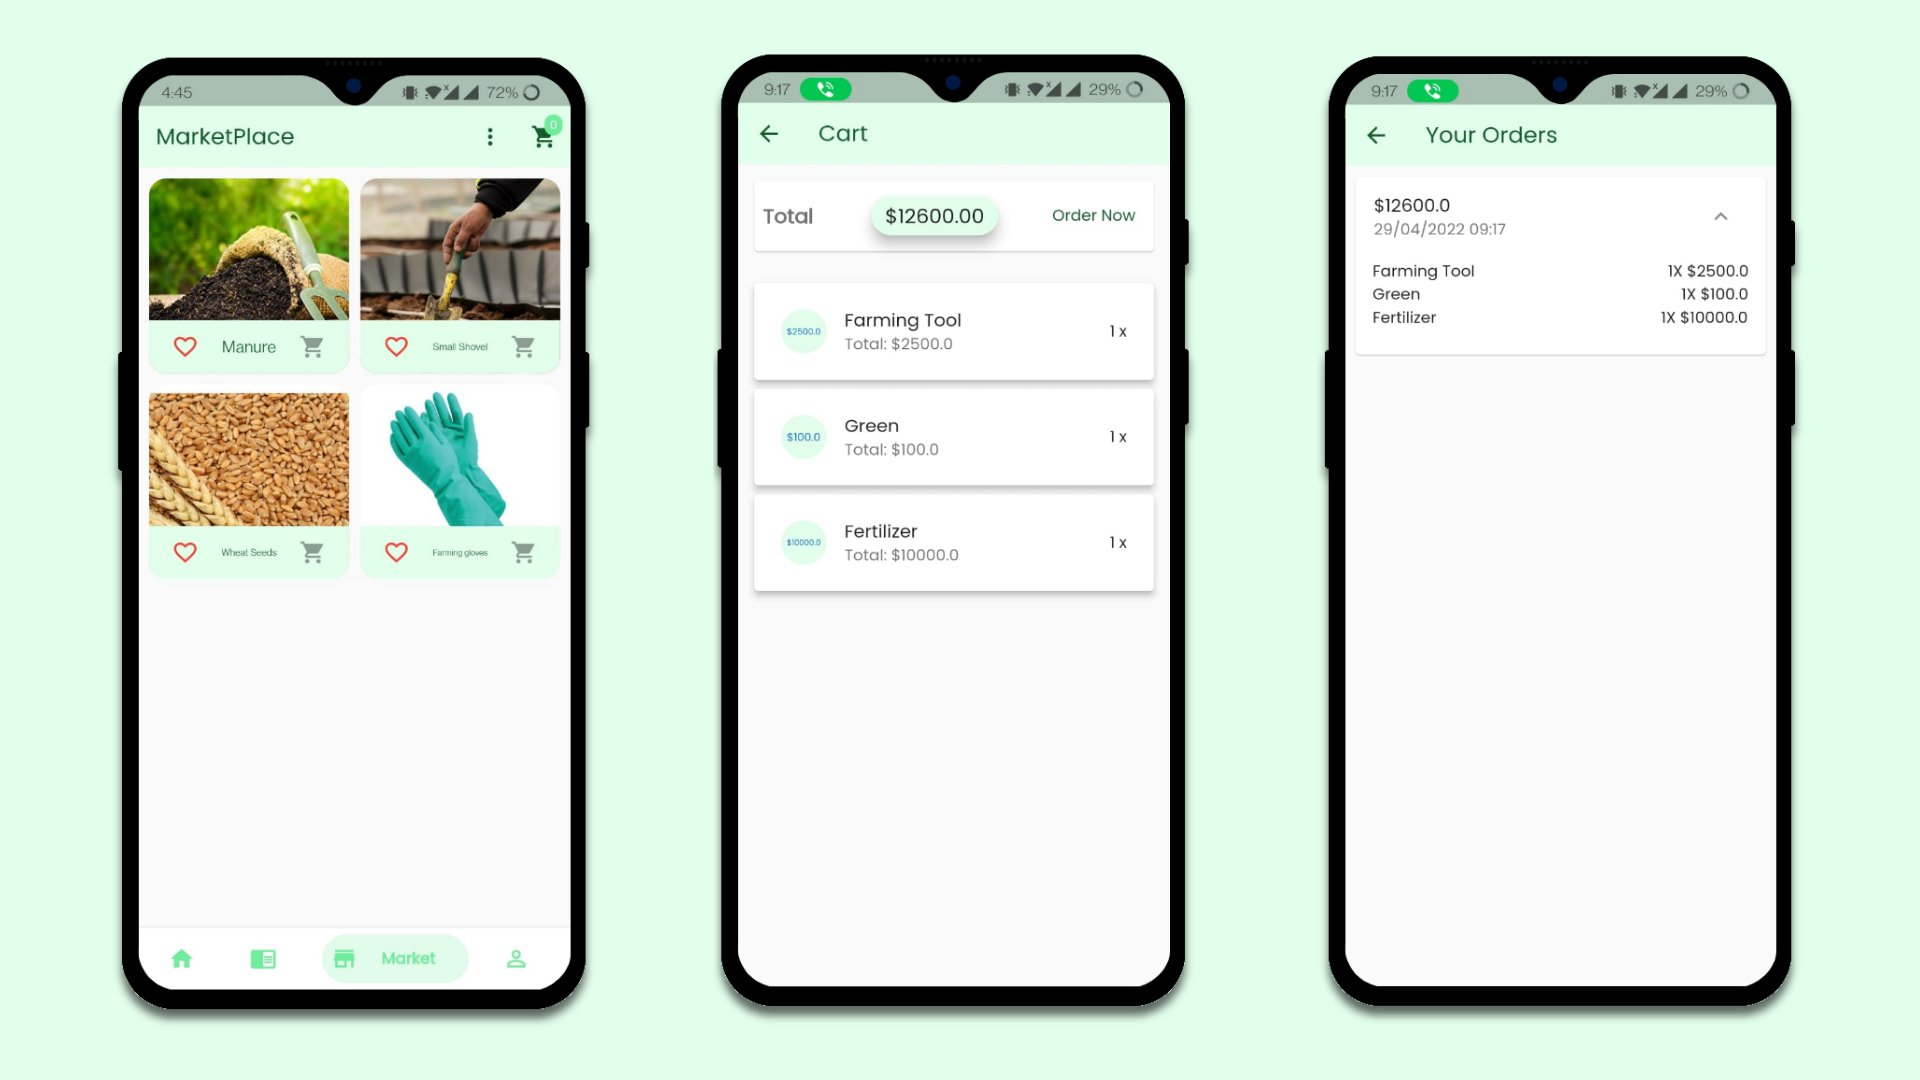 4:45 72%
MarketPlace 0
Manure
Small Shovel
Wheat Seeds
Farming gloves
Market
9:17 29%
Cart
Total $12600.00 Order Now
$2500.0 Farming Tool 1 x
Total: $2500.0
$100.0 Green 1 x
Total: $100.0
$10000.0 Fertilizer 1 x
Total: $10000.0
9:17 29%
Your Orders
$12600.0
29/04/2022 09:17
Farming Tool 1X $2500.0
Green 1X $100.0
Fertilizer 1X $10000.0